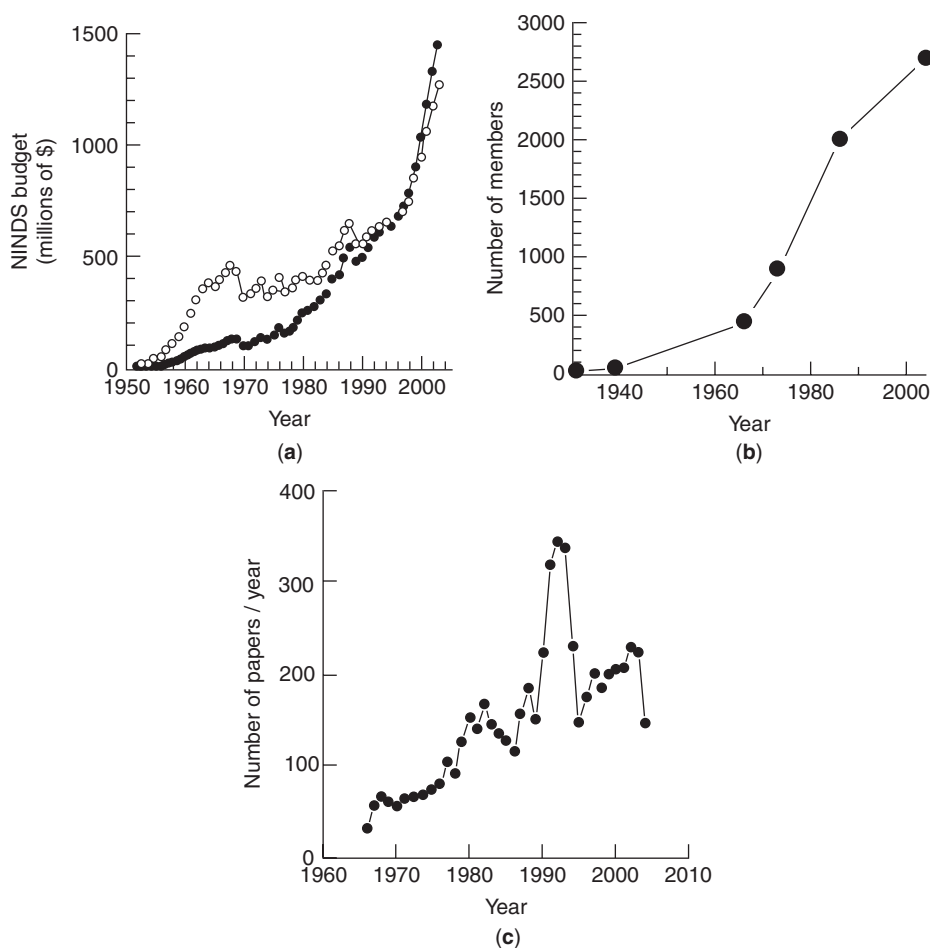 1500
1000
500
0
NINDS budget
(millions of $)
1950 1960 1970 1980 1990 2000
Year
(a)
3000
2500
2000
1500
1000
500
0
Number of members
1940 1960 1980 2000
Year
(b)
400
300
200
100
0
Number of papers / year
1960 1970 1980 1990 2000 2010
Year
(c)